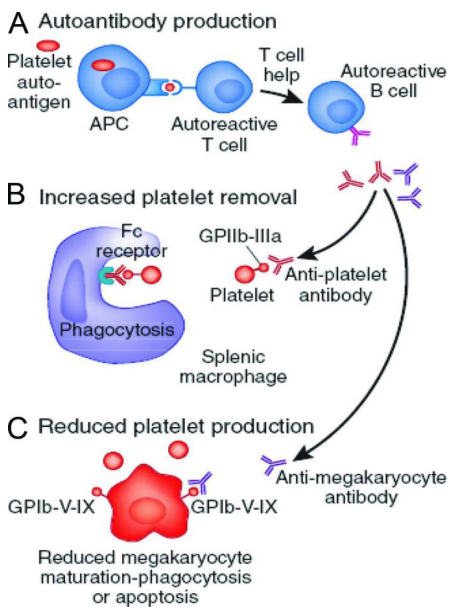 A Autoantibody production
Platelet
auto-
antigen
APC
Autoreactive
T cell
T cell
help
Autoreactive
B cell
B Increased platelet removal
Fc
receptor
Phagocytosis
GPIIb-IIIa
Platelet
Anti-platelet
antibody
Splenic
macrophage
C Reduced platelet production
GPIb-V-IX
GPIb-V-IX
Anti-megakaryocyte
antibody
Reduced megakaryocyte
maturation-phagocytosis
or apoptosis